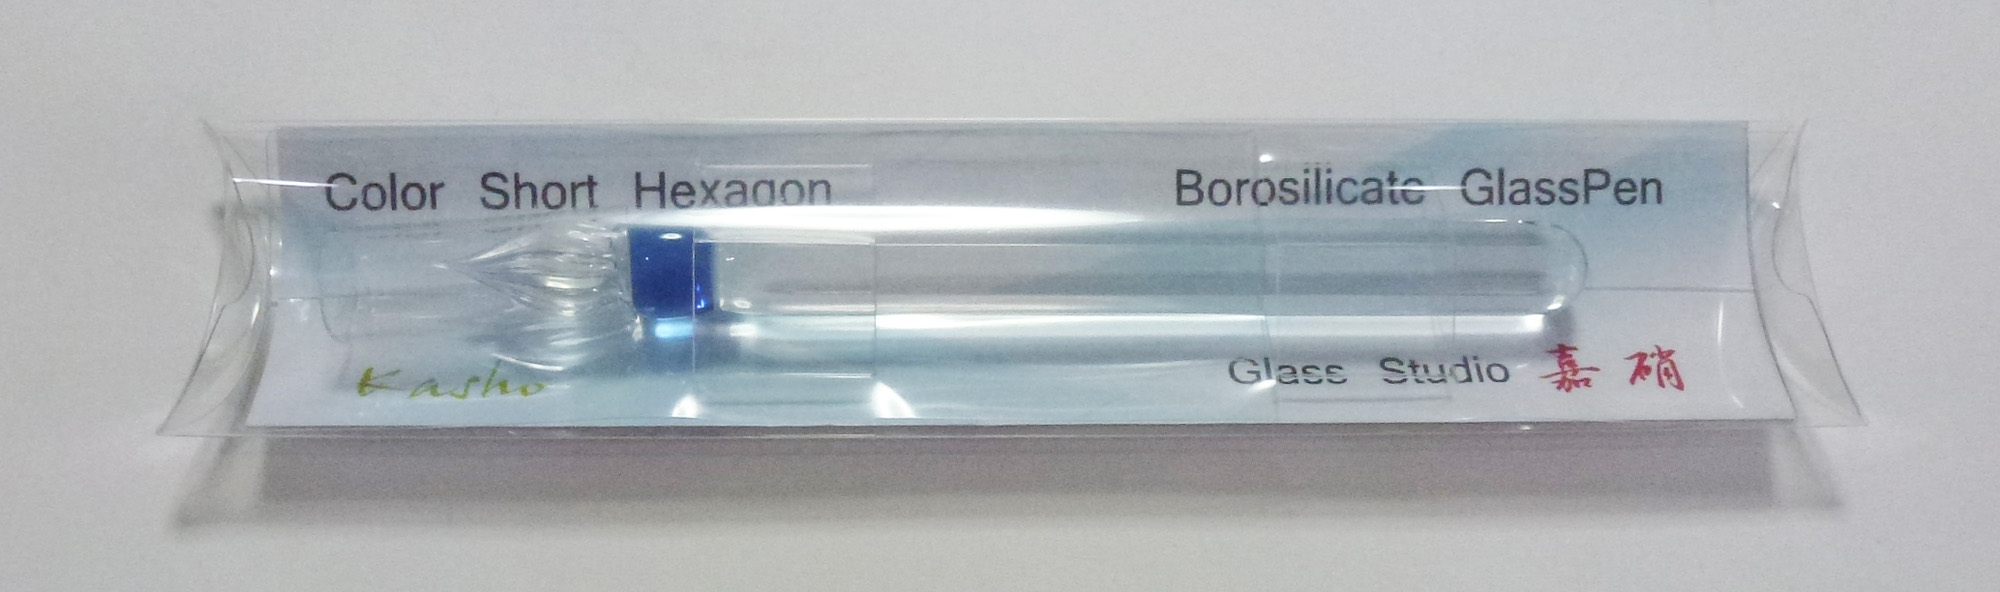 Color Short Hexagon
Borosilicate GlassPen
Kasho
Glass Studio 嘉硝